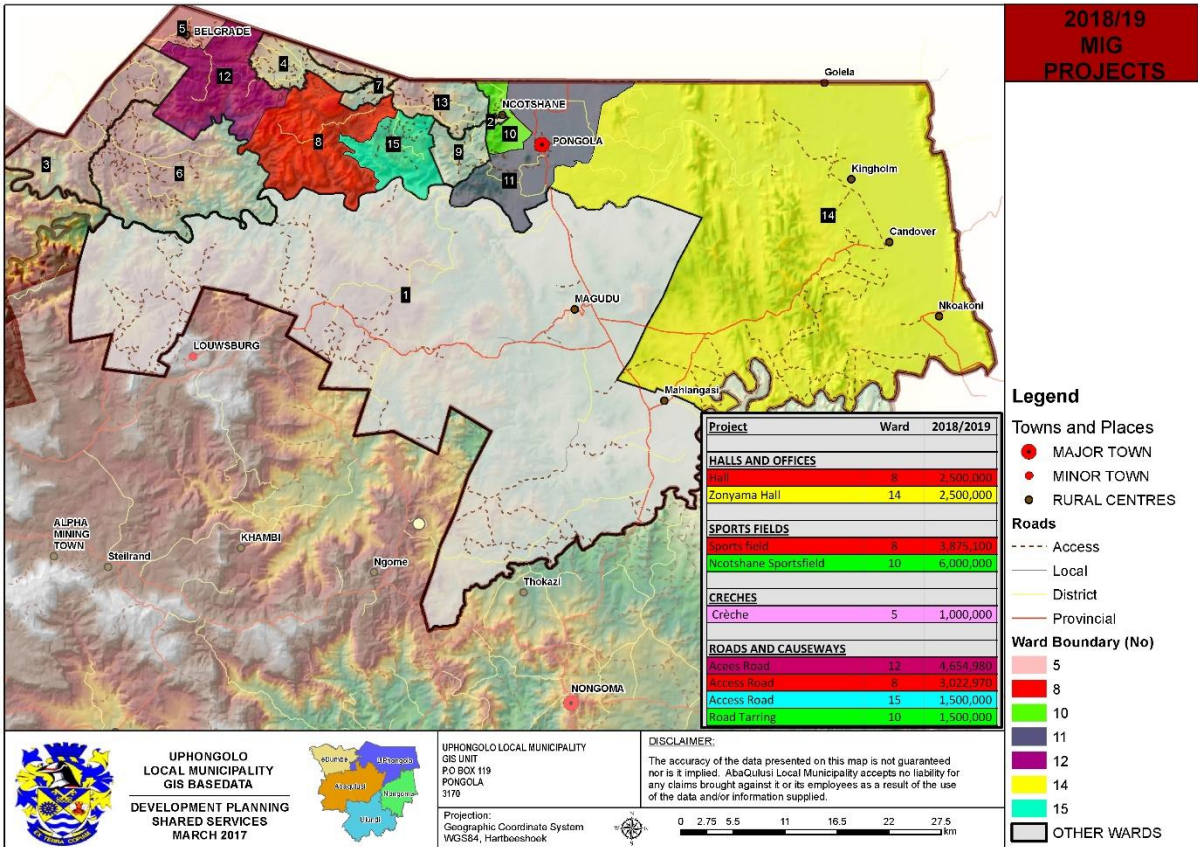 2018/19
MIG
PROJECTS
5
BELGRADE
12
4
7
13
NCOTSHANE
2
10
PONGOLA
Golela
3
6
8
15
9
11
Kingholm
14
Candover
1
MAGUDU
Nkoakoni
LOUWSBURG
Mahlangasi
ALPHA
MINING
TOWN
Steilrand
KHAMBI
Ngome
Thokazi
NONGOMA
Project Ward 2018/2019
HALLS AND OFFICES
Hall 8 2,500,000
Zonyama Hall 14 2,500,000
SPORTS FIELDS
Sports field 8 3,875,100
Ncotshane Sportsfield 10 6,000,000
CRECHES
Crèche 5 1,000,000
ROADS AND CAUSEWAYS
Acees Road 12 4,654,980
Access Road 8 3,022,970
Access Road 15 1,500,000
Road Tarring 10 1,500,000
Legend
Towns and Places
MAJOR TOWN
MINOR TOWN
RURAL CENTRES
Roads
Access
Local
District
Provincial
Ward Boundary (No)
5
8
10
11
12
14
15
OTHER WARDS
UPHONGOLO
LOCAL MUNICIPALITY
GIS BASEDATA
DEVELOPMENT PLANNING
SHARED SERVICES
MARCH 2017
eDumbe
UPhongolo
Abaqulusi
Nongoma
Ulundi
UPHONGOLO LOCAL MUNICIPALITY
GIS UNIT
P.O BOX 119
PONGOLA
3170
Projection:
Geographic Coordinate System
WGS84, Hartbeeshoek
DISCLAIMER:
The accuracy of the data presented on this map is not guaranteed
nor is it implied. AbaQulusi Local Municipality accepts no liability for
any claims brought against it or its employees as a result of the use
of the data and/or information supplied.
0 2.75 5.5 11 16.5 22 27.5
km